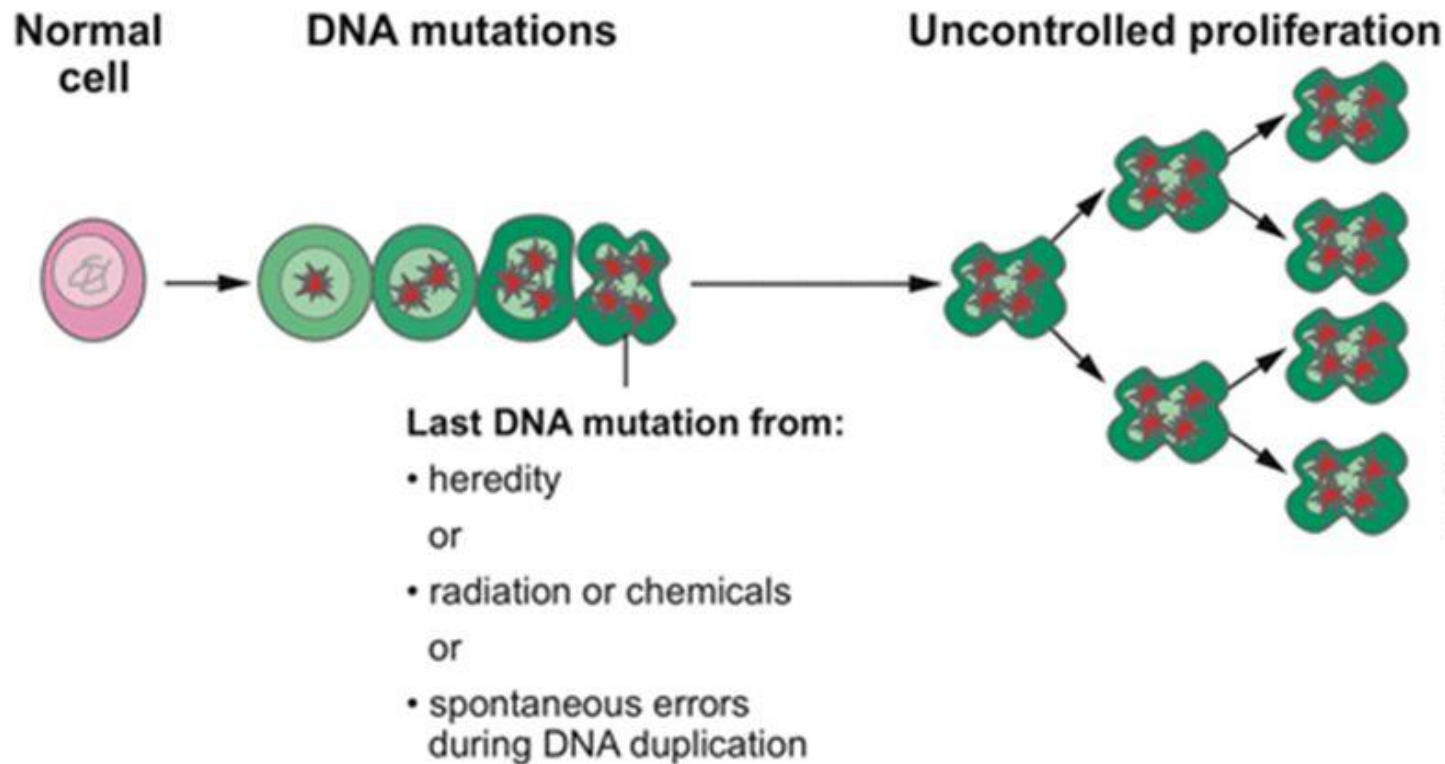 Normal
cell
DNA mutations
Uncontrolled proliferation
Last DNA mutation from:
• heredity
or
• radiation or chemicals
or
• spontaneous errors
during DNA duplication